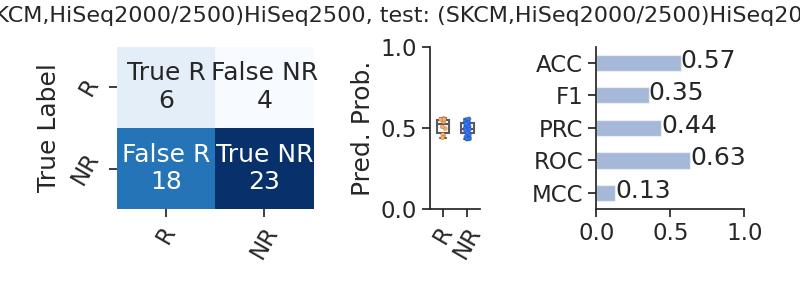 KCM,HiSeq2000/2500)HiSeq2500, test: (SKCM,HiSeq2000/2500)HiSeq20
True Label
R
NR
True R
6
False NR
4
False R
18
True NR
23
R
NR
Pred. Prob.
1.0
0.5
0.0
R
NR
ACC
F1
PRC
ROC
MCC
0.57
0.35
0.44
0.63
0.13
0.0 0.5 1.0